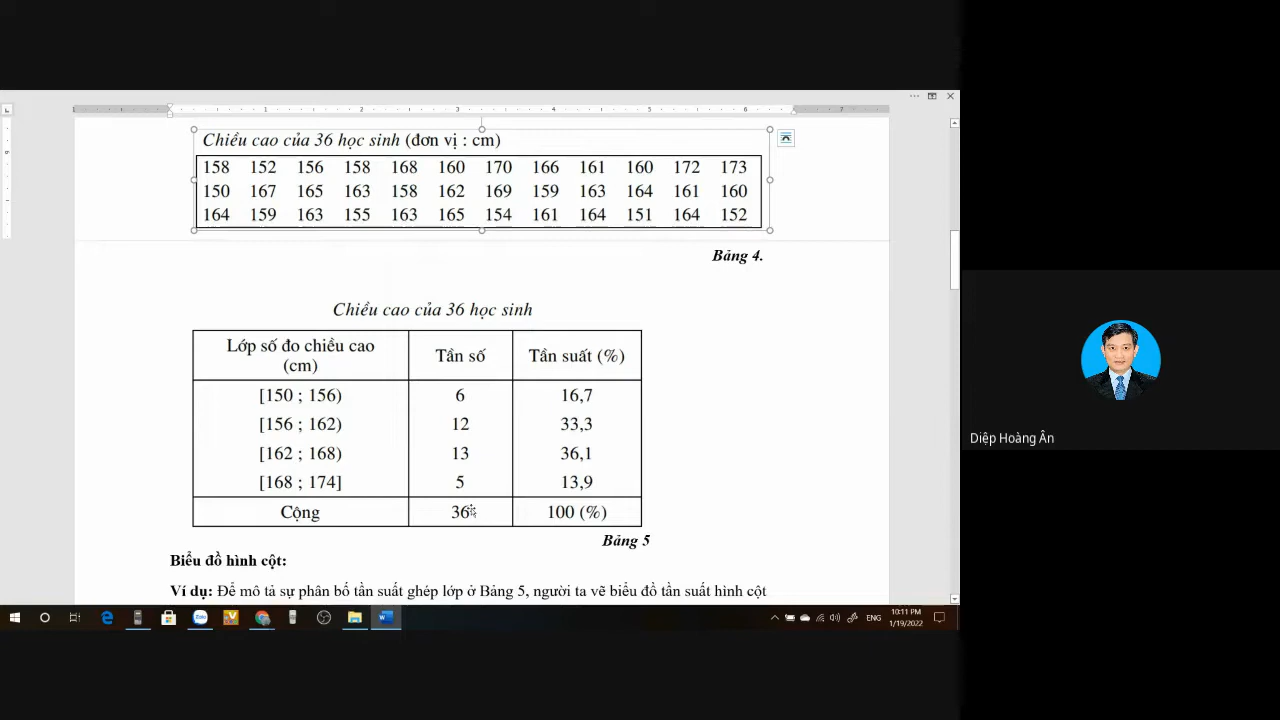 Chiều cao của 36 học sinh (đơn vị : cm)
158 152 156 158 168 160 170 166 161 160 172 173
150 167 165 163 158 162 169 159 163 164 161 160
164 159 163 155 163 165 154 161 164 151 164 152
Bảng 4.
Chiều cao của 36 học sinh
Lớp số đo chiều cao (cm) Tần số Tần suất (%)
[150 ; 156) 6 16,7
[156 ; 162) 12 33,3
[162 ; 168) 13 36,1
[168 ; 174] 5 13,9
Cộng 36 100 (%)
Bảng 5
Biểu đồ hình cột:
Ví dụ: Để mô tả sự phân bố tần suất ghép lớp ở Bảng 5, người ta vẽ biểu đồ tần suất hình cột
Diệp Hoàng Ân
ENG
10:11 PM
1/19/2022